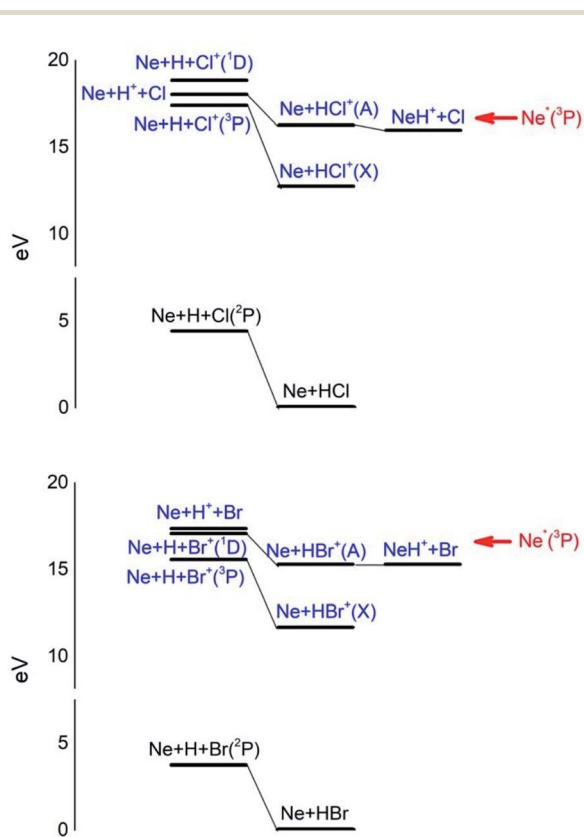 20
Ne+H+Cl⁺(¹D)
Ne+H⁺+Cl
Ne+HCl⁺(A)
NeH⁺+Cl
Ne*(³P)
Ne+H+Cl⁺(³P)
15
Ne+HCl⁺(X)
10
eV
5
Ne+H+Cl(²P)
Ne+HCl
0
20
Ne+H⁺+Br
Ne+H+Br⁺(¹D)
Ne+HBr⁺(A)
NeH⁺+Br
Ne*(³P)
15
Ne+H+Br⁺(³P)
Ne+HBr⁺(X)
10
eV
5
Ne+H+Br(²P)
Ne+HBr
0